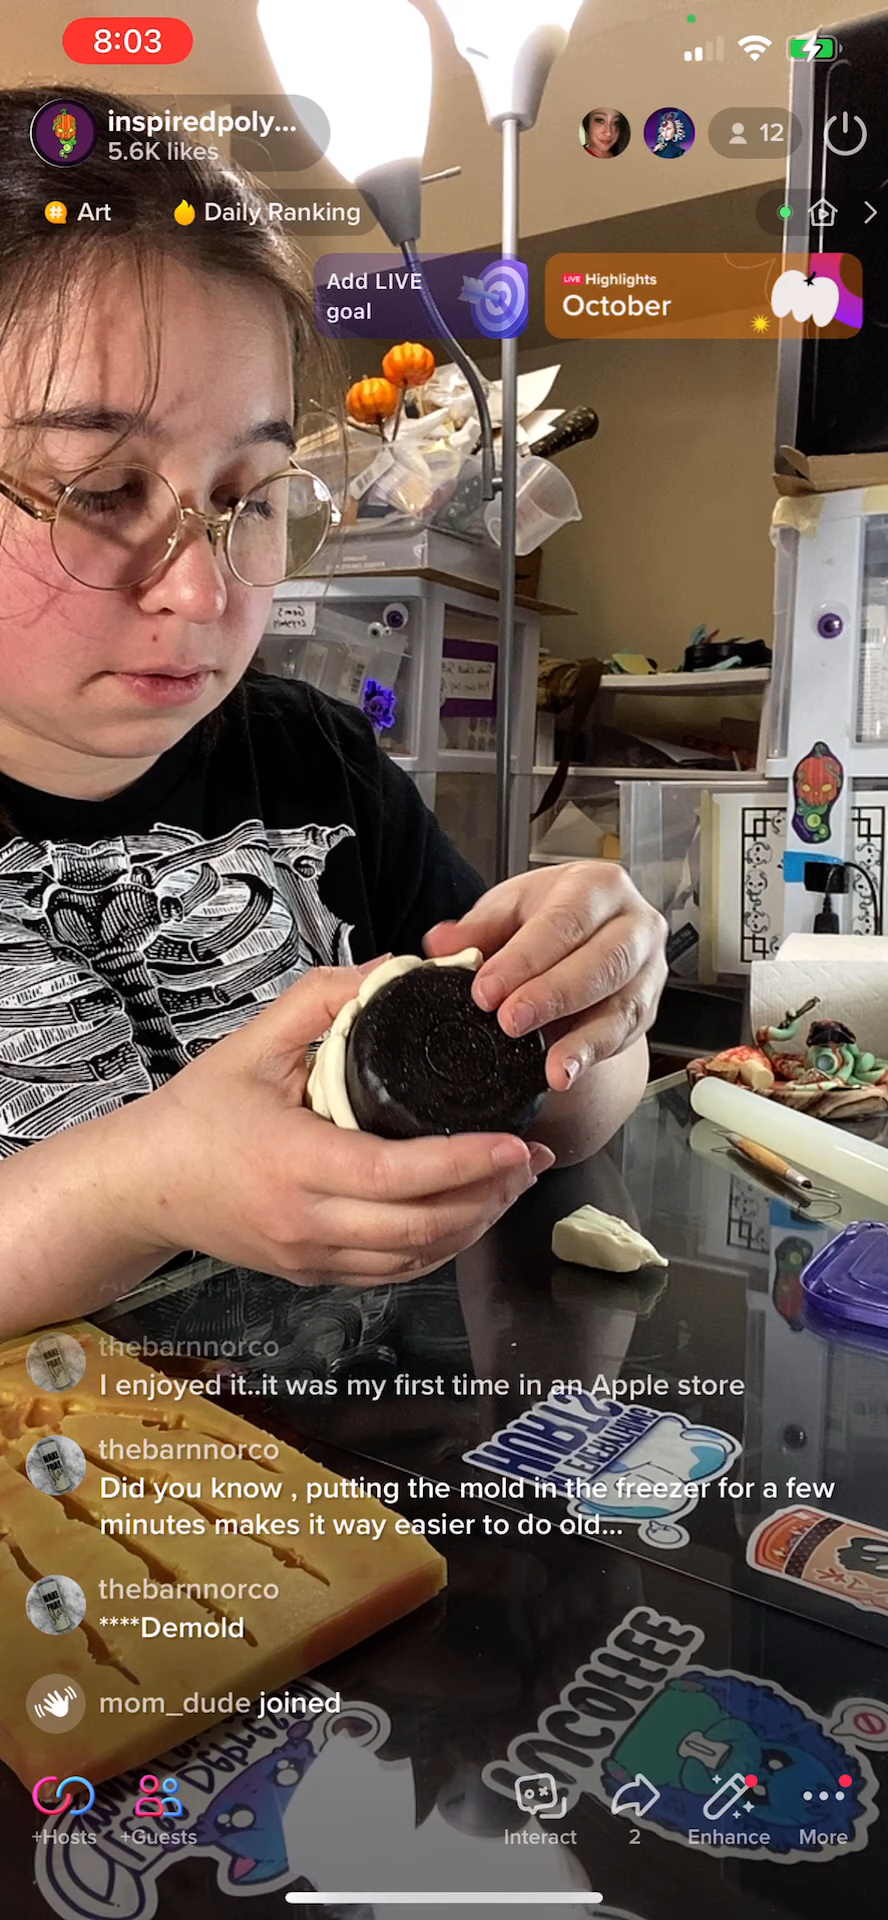 8:03
inspiredpoly...
5.6K likes
12
Art
Daily Ranking
Add LIVE
goal
LIVE Highlights
October
thebarnnorco
I enjoyed it..it was my first time in an Apple store
thebarnnorco
Did you know , putting the mold in the freezer for a few
minutes makes it way easier to do old...
thebarnnorco
****Demold
mom_dude joined
+Hosts
+Guests
Interact
2
Enhance
More